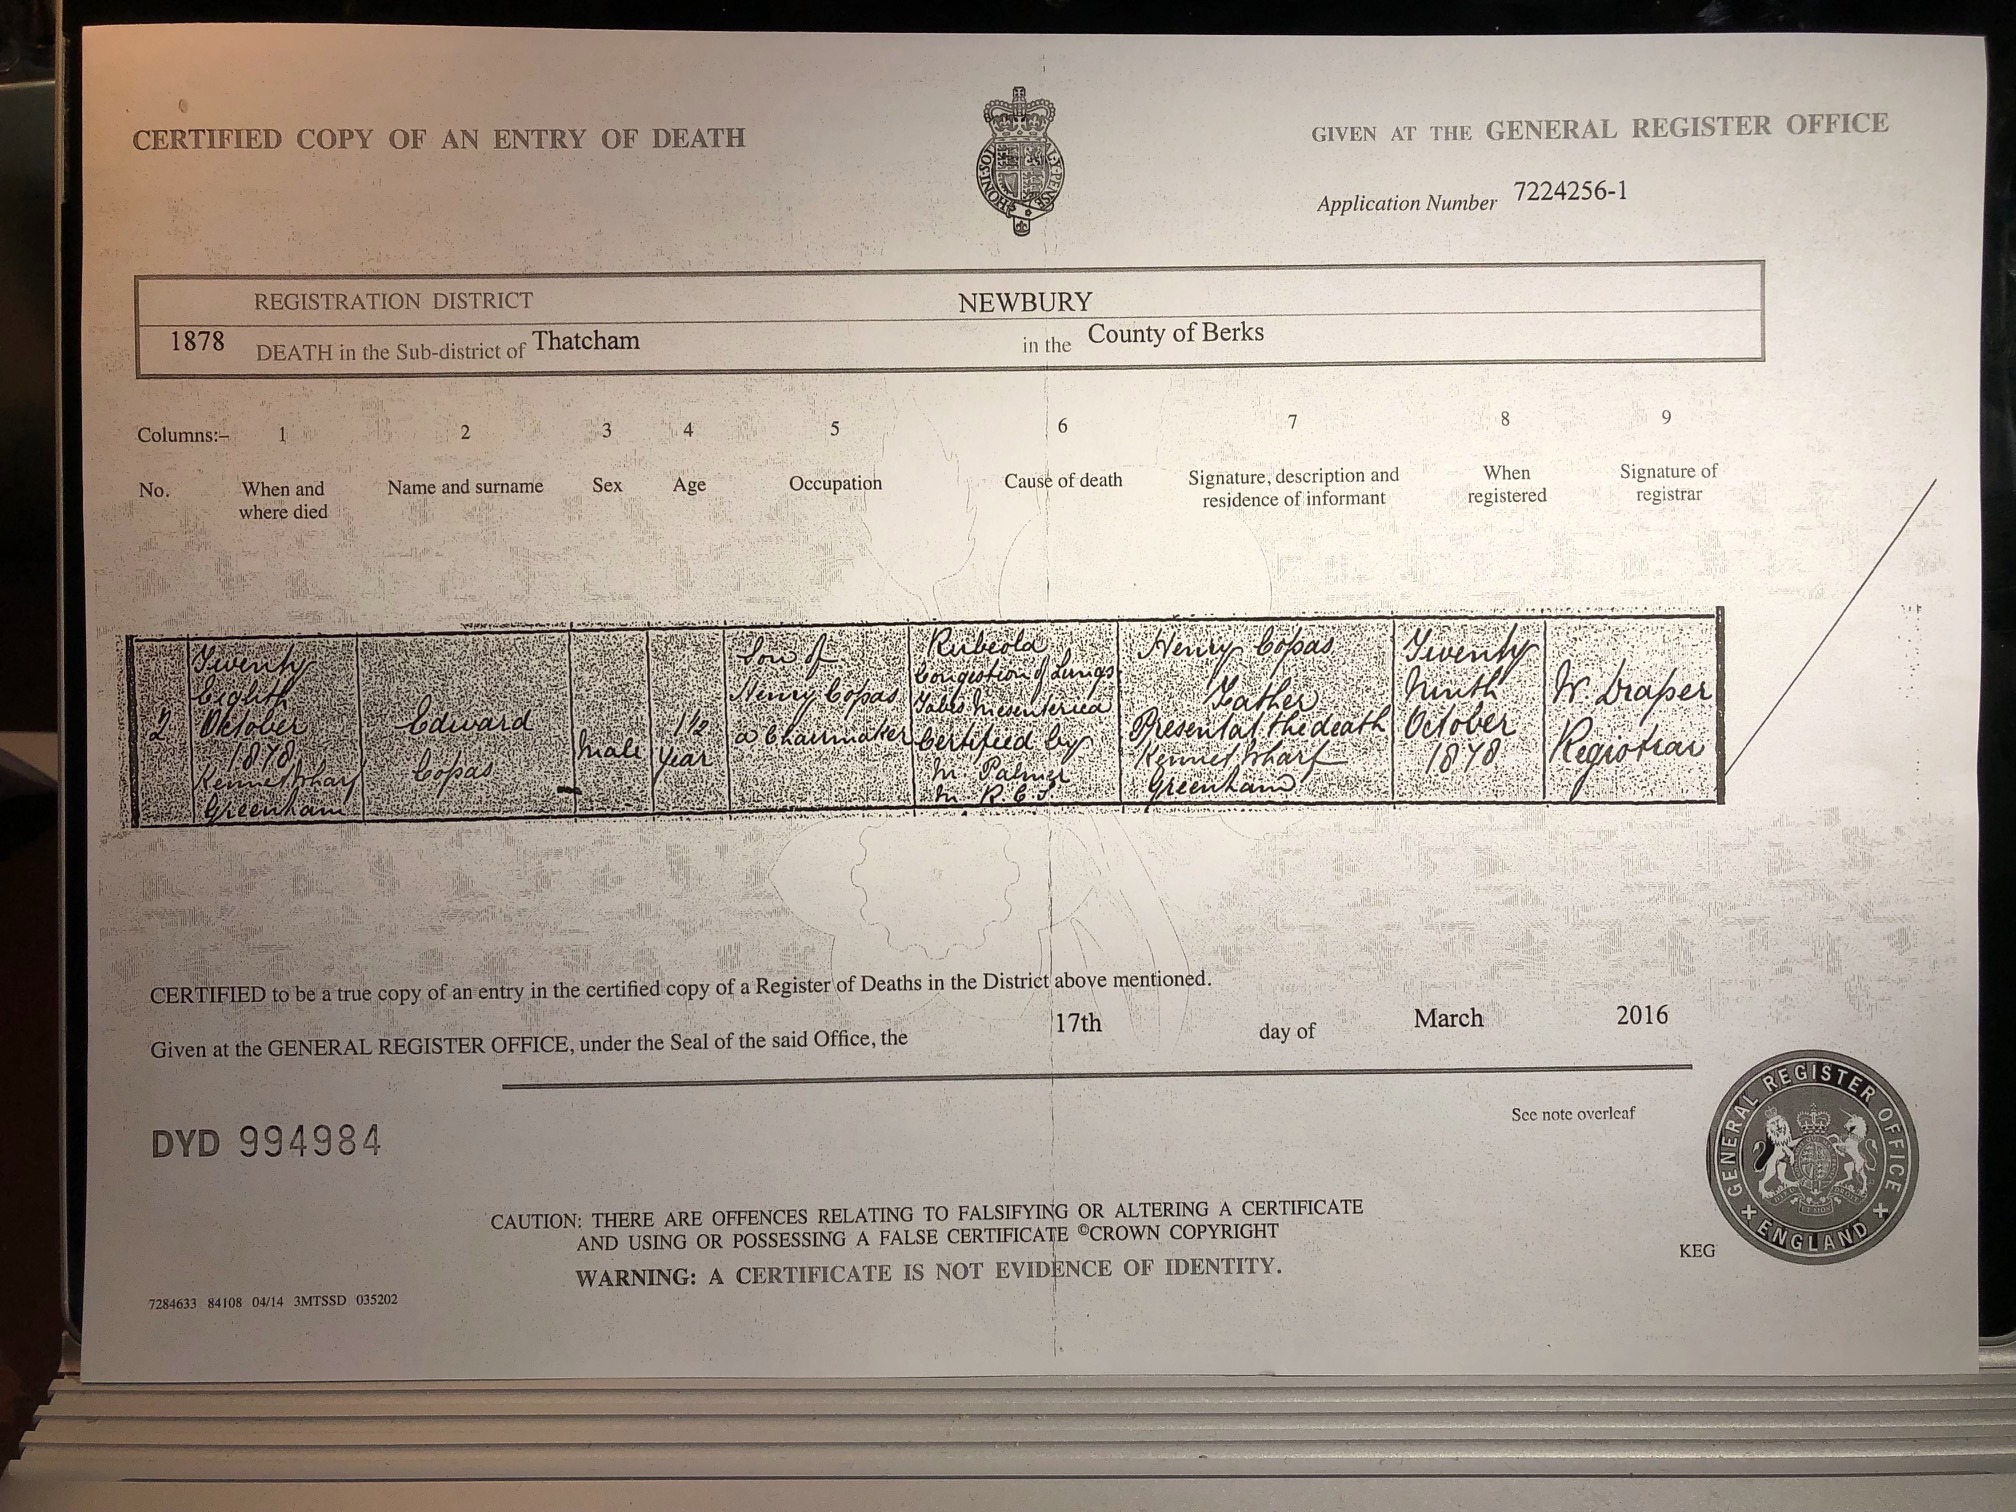 CERTIFIED COPY OF AN ENTRY OF DEATH
GIVEN AT THE GENERAL REGISTER OFFICE
Application Number 7224256-1
REGISTRATION DISTRICT NEWBURY
1878 DEATH in the Sub-district of Thatcham in the County of Berks
Columns:- 1 2 3 4 5 6 7 8 9
No.
When and
where died
Name and surname
Sex
Age
Occupation
Cause of death
Signature, description and
residence of informant
When
registered
Signature of
registrar
2
Twenty
Eighth
October
1878
Kennet Wharf
Greenham
Edward
Copas
Male
1½
Year
Son of
Henry Copas
a Chairmaker
Rubeola
Congestion of Lungs
Tabes Mesenterica
Certified by
M. Palmer
M R C S
Henry Copas
Father
Present at the death
Kennet Wharf
Greenham
Twenty
Ninth
October
1878
W. Draper
Registrar
CERTIFIED to be a true copy of an entry in the certified copy of a Register of Deaths in the District above mentioned.
Given at the GENERAL REGISTER OFFICE, under the Seal of the said Office, the 17th day of March 2016
See note overleaf
DYD 994984
GENERAL REGISTER OFFICE
ENGLAND
CAUTION: THERE ARE OFFENCES RELATING TO FALSIFYING OR ALTERING A CERTIFICATE
AND USING OR POSSESSING A FALSE CERTIFICATE ©CROWN COPYRIGHT
KEG
WARNING: A CERTIFICATE IS NOT EVIDENCE OF IDENTITY.
7284633 84108 04/14 3MTSSD 035202